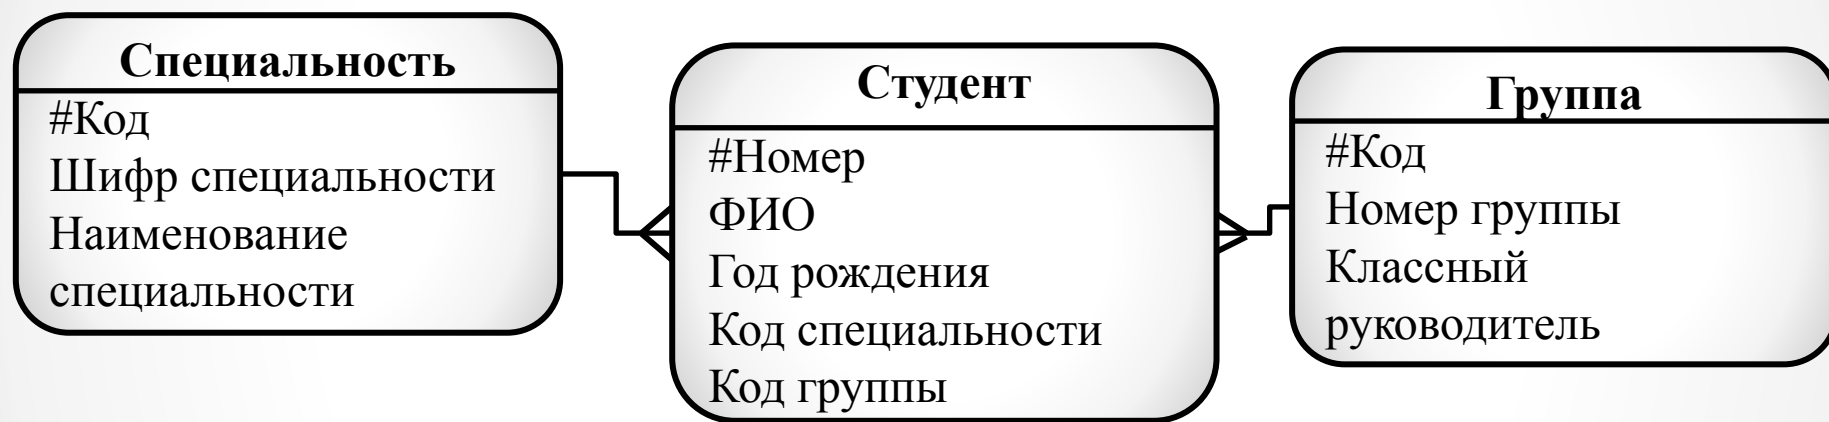 Специальность
#Код
Шифр специальности
Наименование
специальности
Студент
#Номер
ФИО
Год рождения
Код специальности
Код группы
Группа
#Код
Номер группы
Классный
руководитель